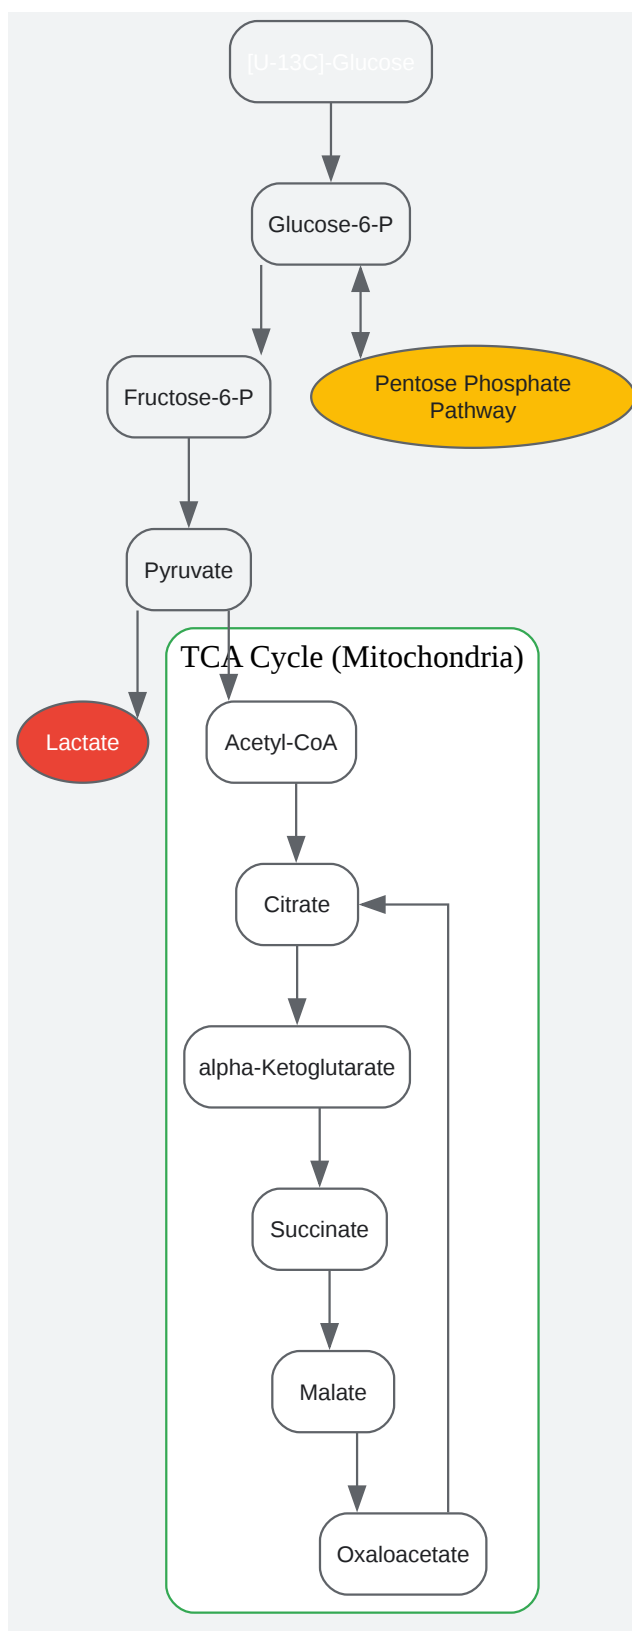 [U-13C]-Glucose
Glucose-6-P
Fructose-6-P
Pentose Phosphate
Pathway
Pyruvate
TCA Cycle (Mitochondria)
Lactate
Acetyl-CoA
Citrate
alpha-Ketoglutarate
Succinate
Malate
Oxaloacetate